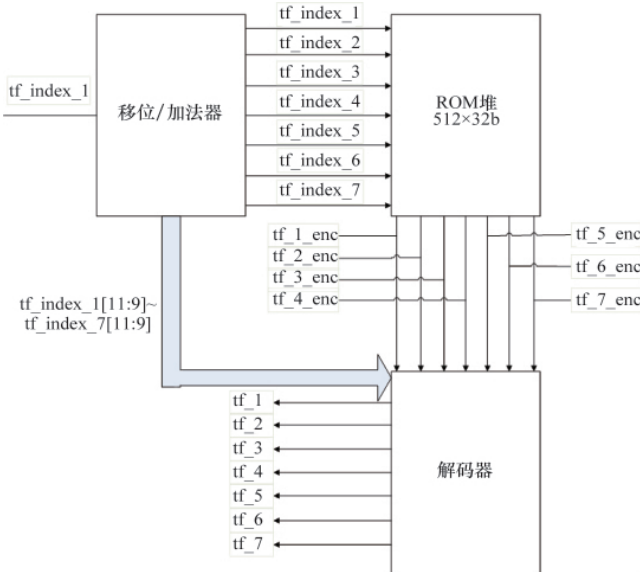 tf_index_1
移位/加法器
tf_index_1
tf_index_2
tf_index_3
tf_index_4
tf_index_5
tf_index_6
tf_index_7
ROM堆
512×32b
tf_1_enc
tf_2_enc
tf_3_enc
tf_4_enc
tf_5_enc
tf_6_enc
tf_7_enc
tf_index_1[11:9]~
tf_index_7[11:9]
tf_1
tf_2
tf_3
tf_4
tf_5
tf_6
tf_7
解码器